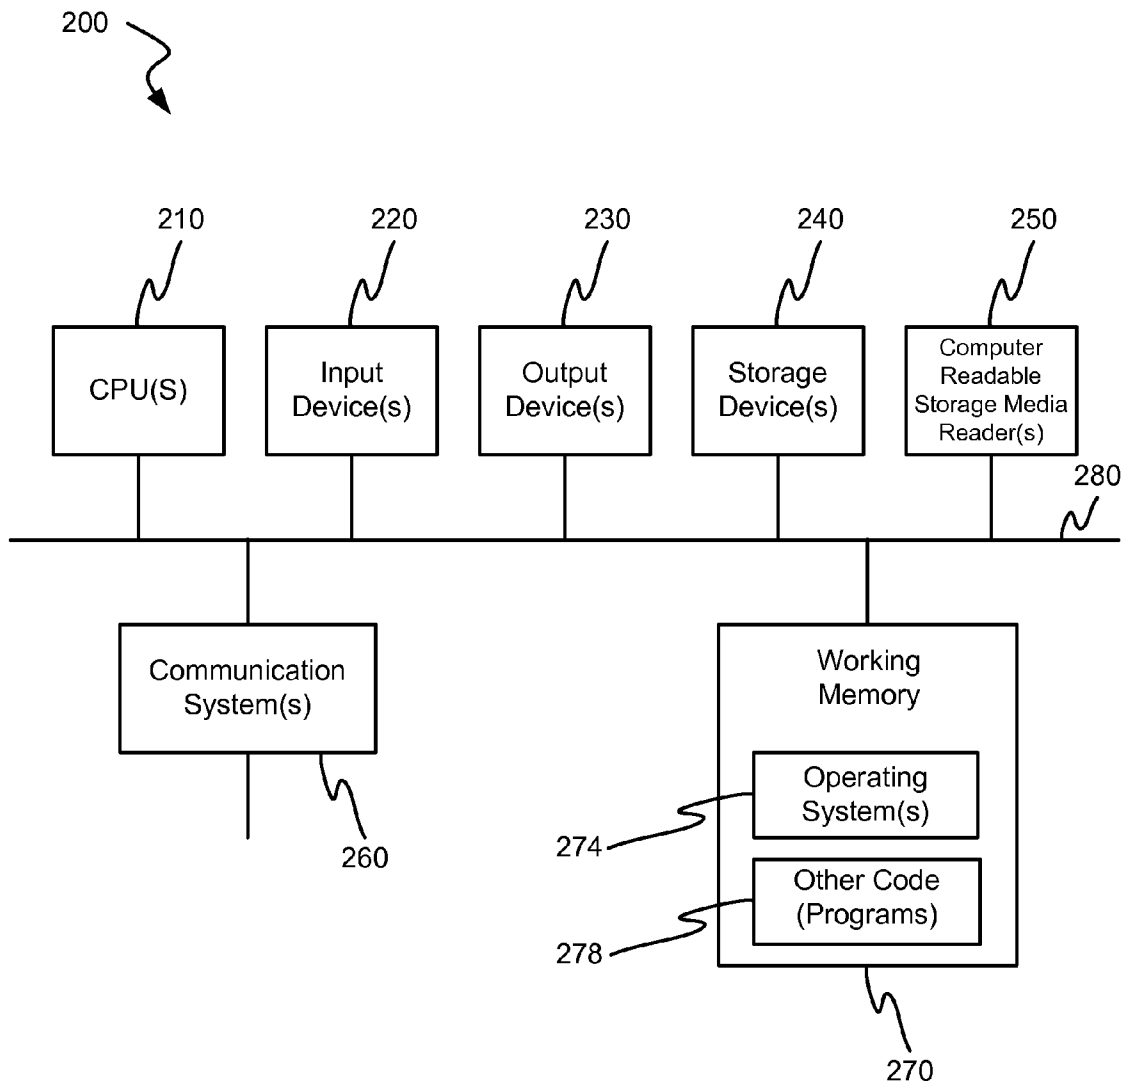 200
210
220
230
240
250
CPU(S)
Input
Device(s)
Output
Device(s)
Storage
Device(s)
Computer
Readable
Storage Media
Reader(s)
280
Communication
System(s)
260
Working
Memory
Operating
System(s)
274
Other Code
(Programs)
278
270